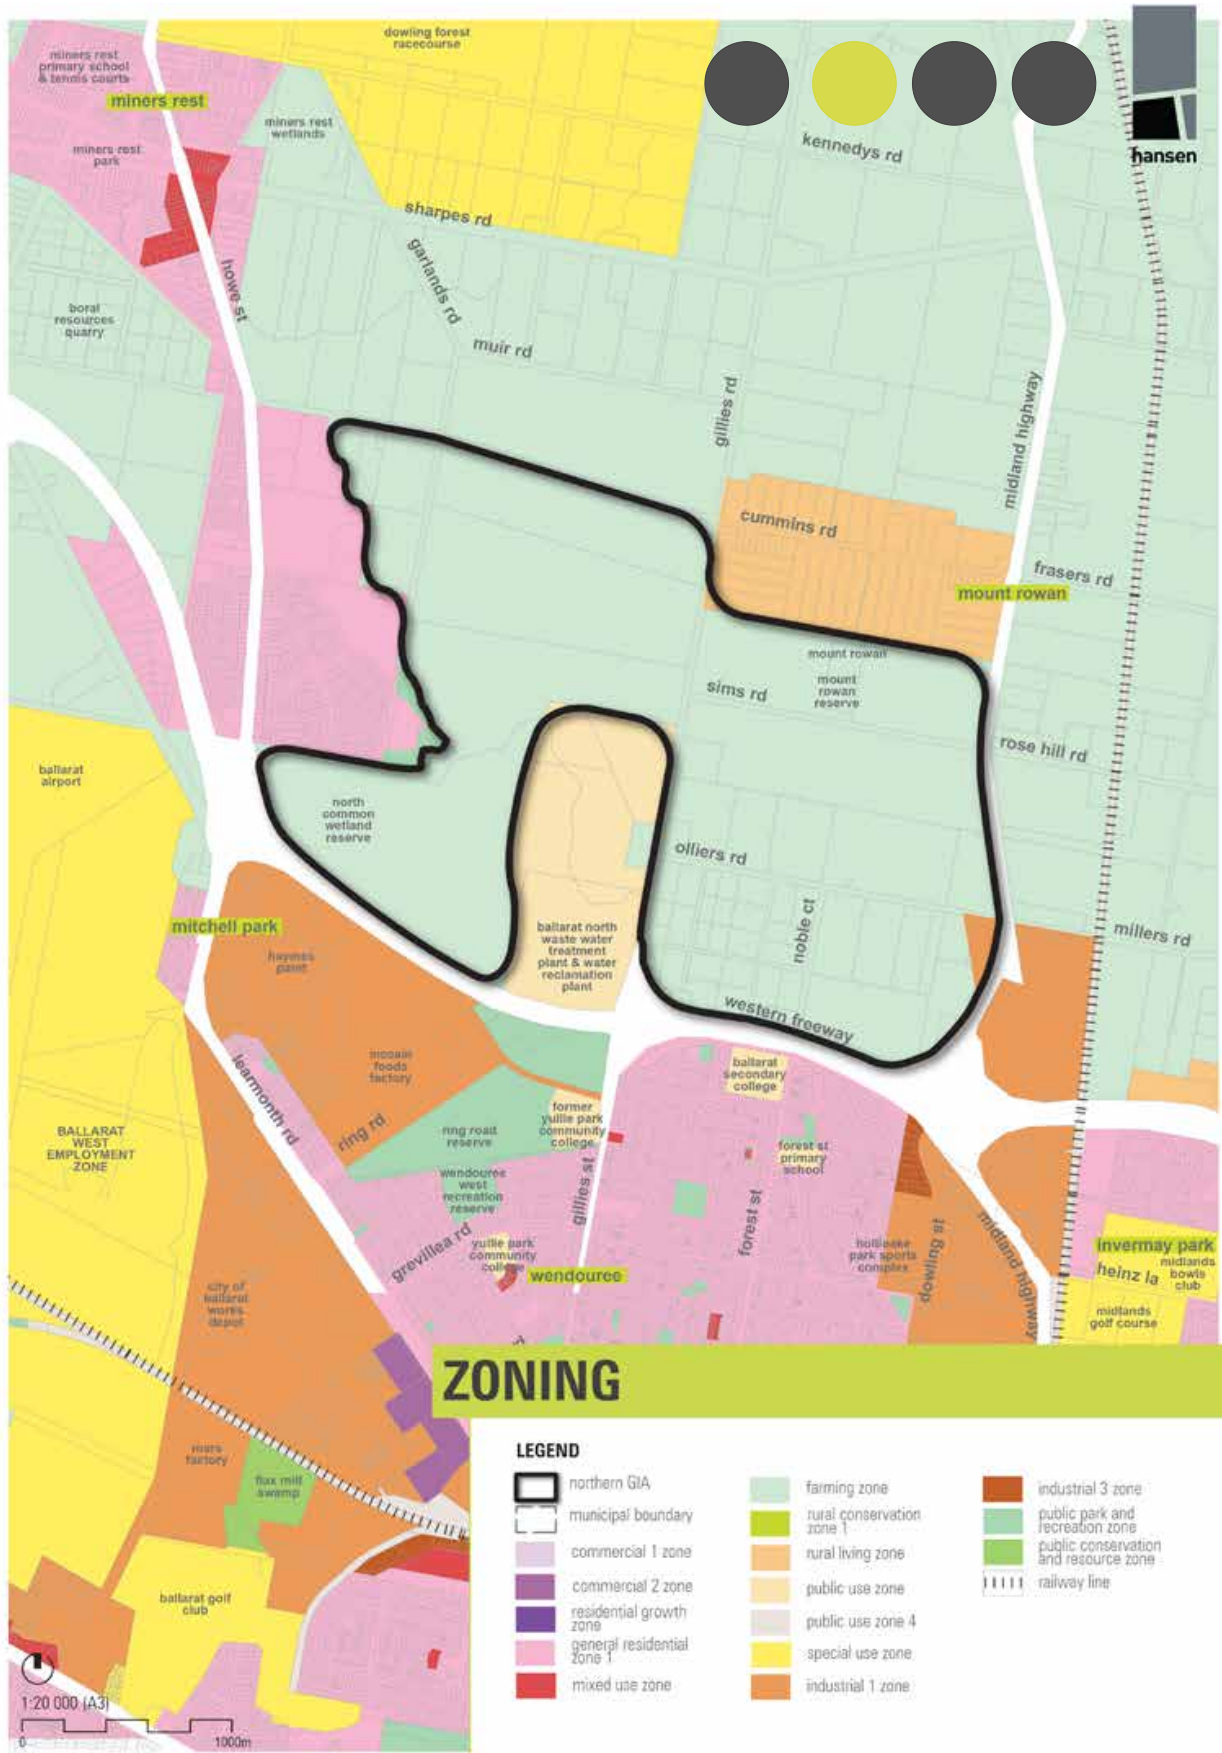 dowling forest
racecourse
miners rest
primary school
& tennis courts
miners rest
miners rest
wetlands
kennedys rd
miners rest
park
hansen
sharpes rd
garlands rd
howe st
boral
resources
quarry
muir rd
gillies rd
midland highway
cummins rd
frasers rd
mount rowan
mount rowan
mount
rowan
reserve
sims rd
rose hill rd
ballarat
airport
north
common
wetland
reserve
olliers rd
noble ct
millers rd
mitchell park
ballarat north
waste water
treatment
plant & water
reclamation
plant
haymes
paint
western freeway
mccain
foods
factory
learmonth rd
ballarat
secondary
college
former
yuille park
community
college
ring rd
ring road
reserve
BALLARAT
WEST
EMPLOYMENT
ZONE
forest st
primary
school
wendouree
west
recreation
reserve
gillies st
forest st
grevillea rd
yuille park
community
college
wendouree
hollioake
park sports
complex
dowling st
midland highway
invermay park
heinz la
midlands
bowls
club
midlands
golf course
city of
ballarat
works
depot
ZONING
mars
factory
flax mill
swamp
ballarat golf
club
LEGEND
northern GIA
municipal boundary
commercial 1 zone
commercial 2 zone
residential growth
zone
general residential
zone 1
mixed use zone
farming zone
rural conservation
zone 1
rural living zone
public use zone
public use zone 4
special use zone
industrial 1 zone
industrial 3 zone
public park and
recreation zone
public conservation
and resource zone
railway line
1:20 000 (A3)
0 1000m